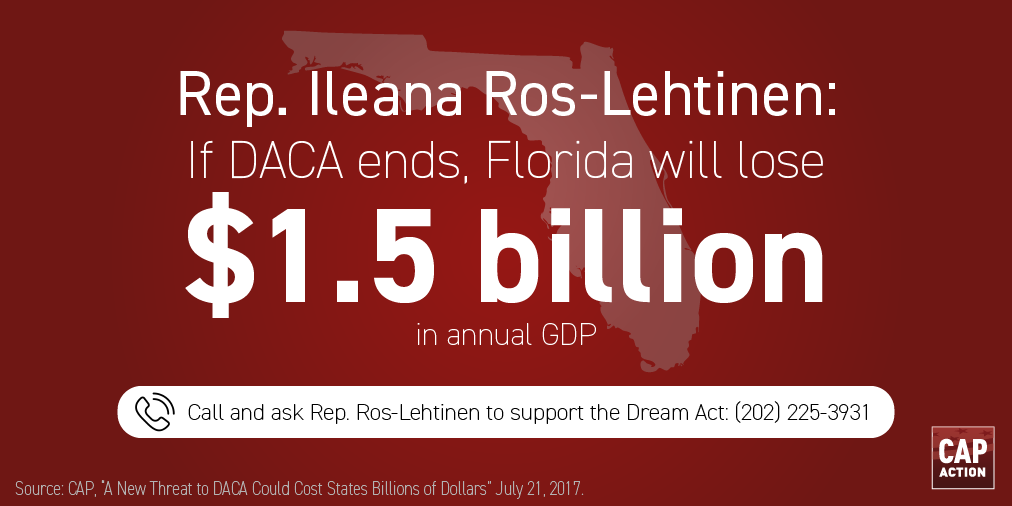 Rep. Ileana Ros-Lehtinen:
If DACA ends, Florida will lose
$1.5 billion
in annual GDP
Call and ask Rep. Ros-Lehtinen to support the Dream Act: (202) 225-3931
CAP
ACTION
Source: CAP, "A New Threat to DACA Could Cost States Billions of Dollars" July 21, 2017.